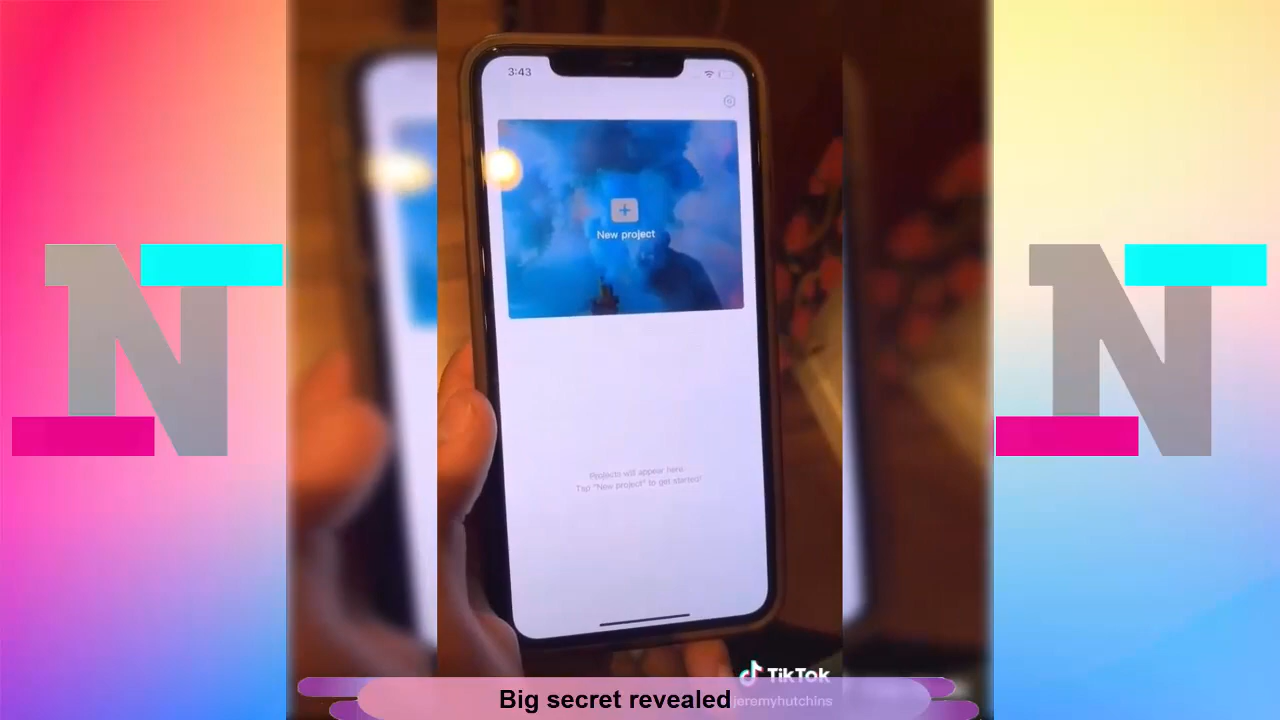 3:43
New project
Projects will appear here.
Tap "New project" to get started!
N
N
TikTok
Big secret revealed
jeremyhutchins